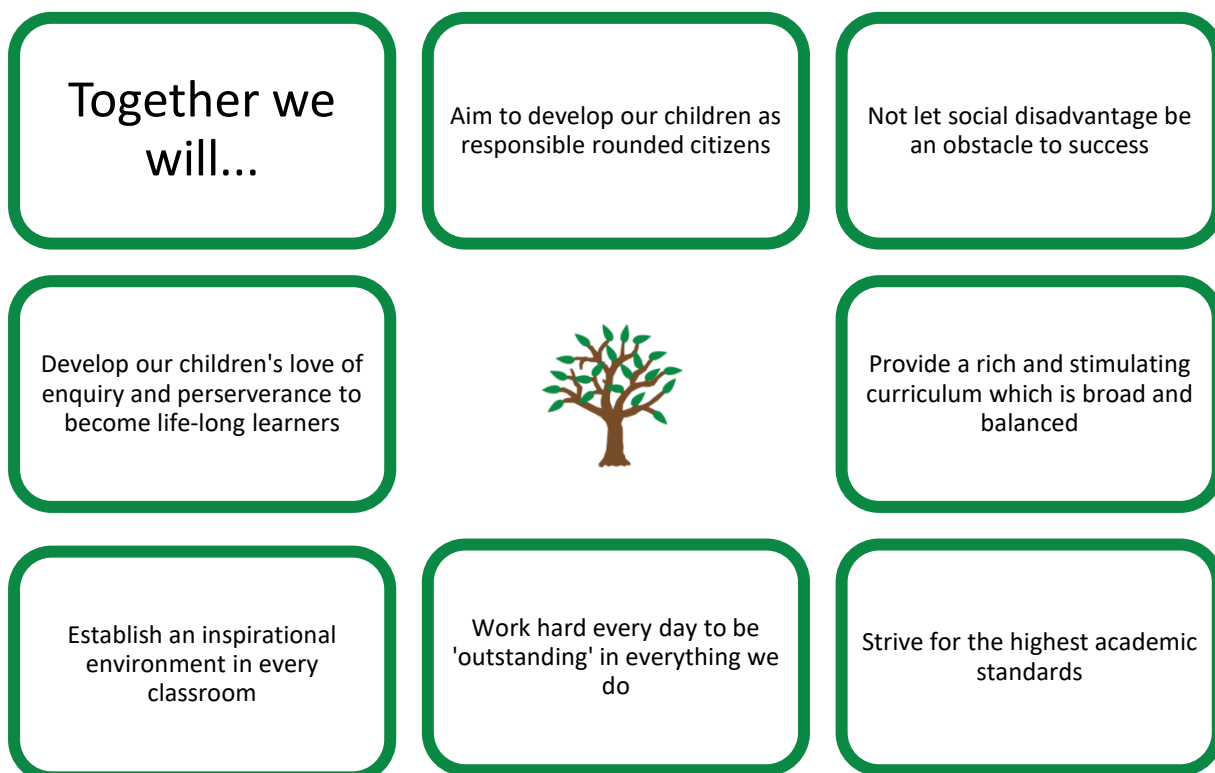 Together we
will...
Aim to develop our children as
responsible rounded citizens
Not let social disadvantage be
an obstacle to success
Develop our children's love of
enquiry and perserverance to
become life-long learners
Provide a rich and stimulating
curriculum which is broad and
balanced
Establish an inspirational
environment in every
classroom
Work hard every day to be
'outstanding' in everything we
do
Strive for the highest academic
standards